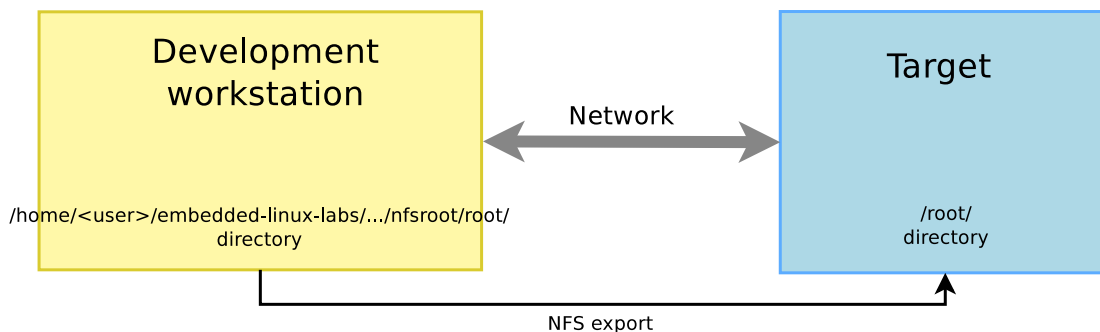 Development
workstation
Target
Network
/home/<user>/embedded-linux-labs/.../nfsroot/root/
directory
/root/
directory
NFS export